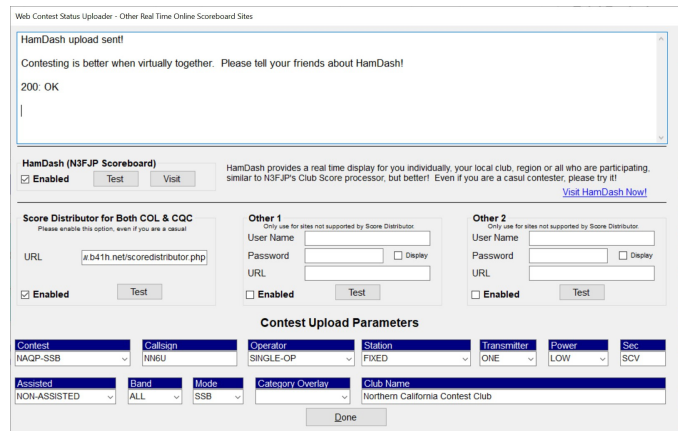 Web Contest Status Uploader - Other Real Time Online Scoreboard Sites
HamDash upload sent!
Contesting is better when virtually together. Please tell your friends about HamDash!
200: OK
HamDash (N3FJP Scoreboard)
Enabled Test Visit
HamDash provides a real time display for you individually, your local club, region or all who are participating,
similar to N3FJP's Club Score processor, but better! Even if you are a casul contester, please try it!
Visit HamDash Now!
Score Distributor for Both COL & CQC
Please enable this option, even if you are a casual
URL .b41h.net/scoredistributor.php
Enabled Test
Other 1
Only use for sites not supported by Score Distributor.
User Name
Password Display
URL
Enabled Test
Other 2
Only use for sites not supported by Score Distributor.
User Name
Password Display
URL
Enabled Test
Contest Upload Parameters
Contest Callsign Operator Station Transmitter Power Sec
NAQP-SSB NN6U SINGLE-OP FIXED ONE LOW SCV
Assisted Band Mode Category Overlay Club Name
NON-ASSISTED ALL SSB Northern California Contest Club
Done